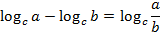 log_c a − log_c b = log_c a/b